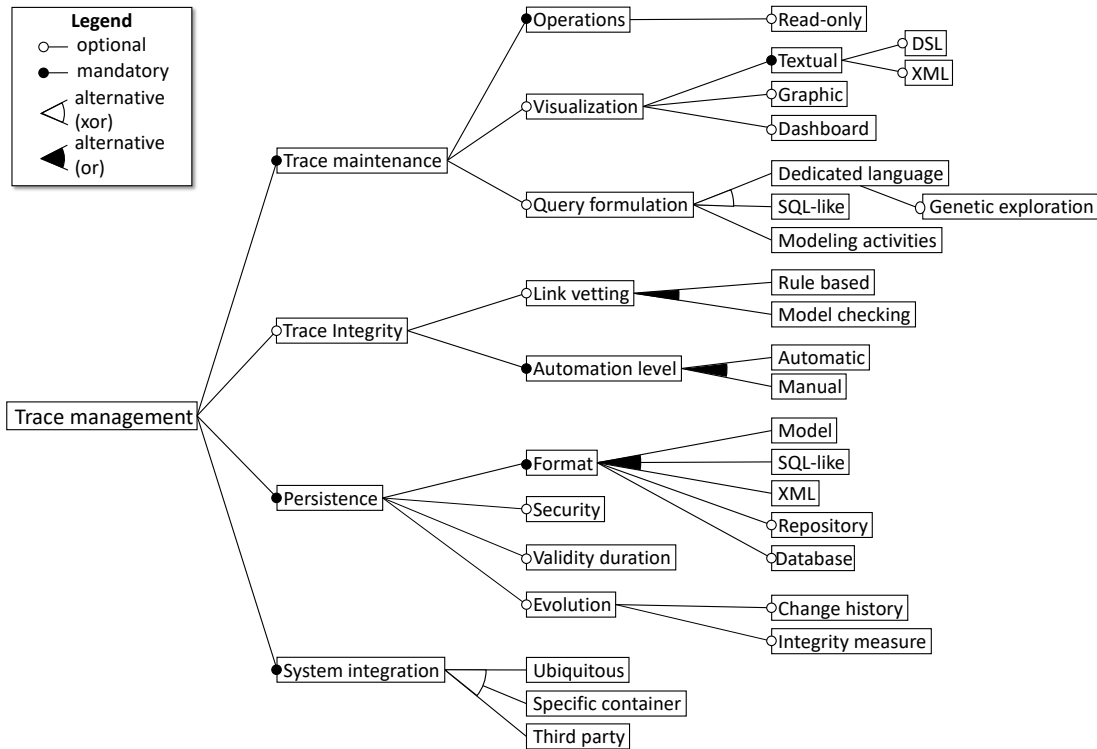 Legend
optional
mandatory
alternative
(xor)
alternative
(or)
Operations
Read-only
Textual
DSL
XML
Visualization
Graphic
Dashboard
Trace maintenance
Dedicated language
Query formulation
SQL-like
Genetic exploration
Modeling activities
Link vetting
Rule based
Model checking
Trace Integrity
Automation level
Automatic
Manual
Trace management
Model
Format
SQL-like
XML
Persistence
Security
Repository
Validity duration
Database
Evolution
Change history
Integrity measure
System integration
Ubiquitous
Specific container
Third party